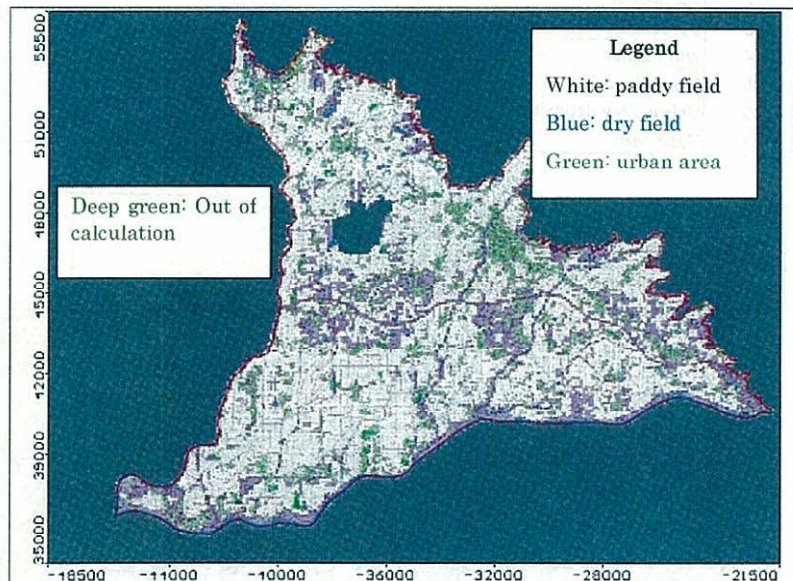 55500
51000
48000
45000
42000
39000
35000
Legend
White: paddy field
Blue: dry field
Green: urban area
Deep green: Out of
calculation
-18500 -11000 -10000 -36000 -32000 -28000 -21500